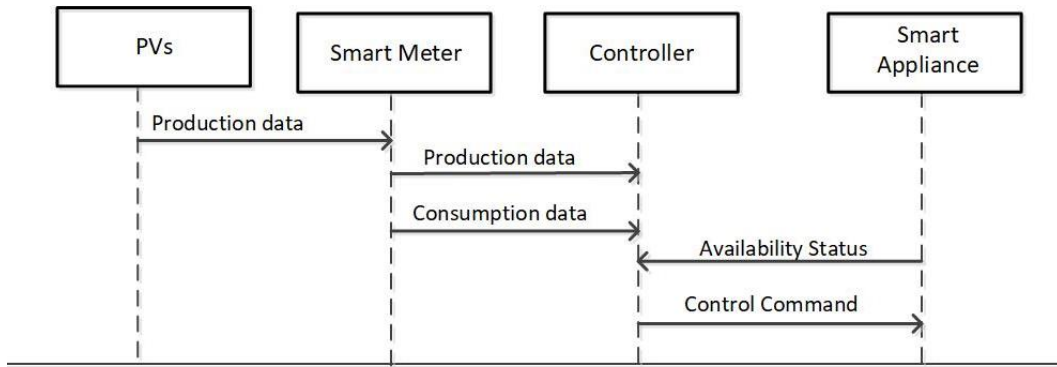 PVs
Smart Meter
Controller
Smart
Appliance
Production data
Production data
Consumption data
Availability Status
Control Command